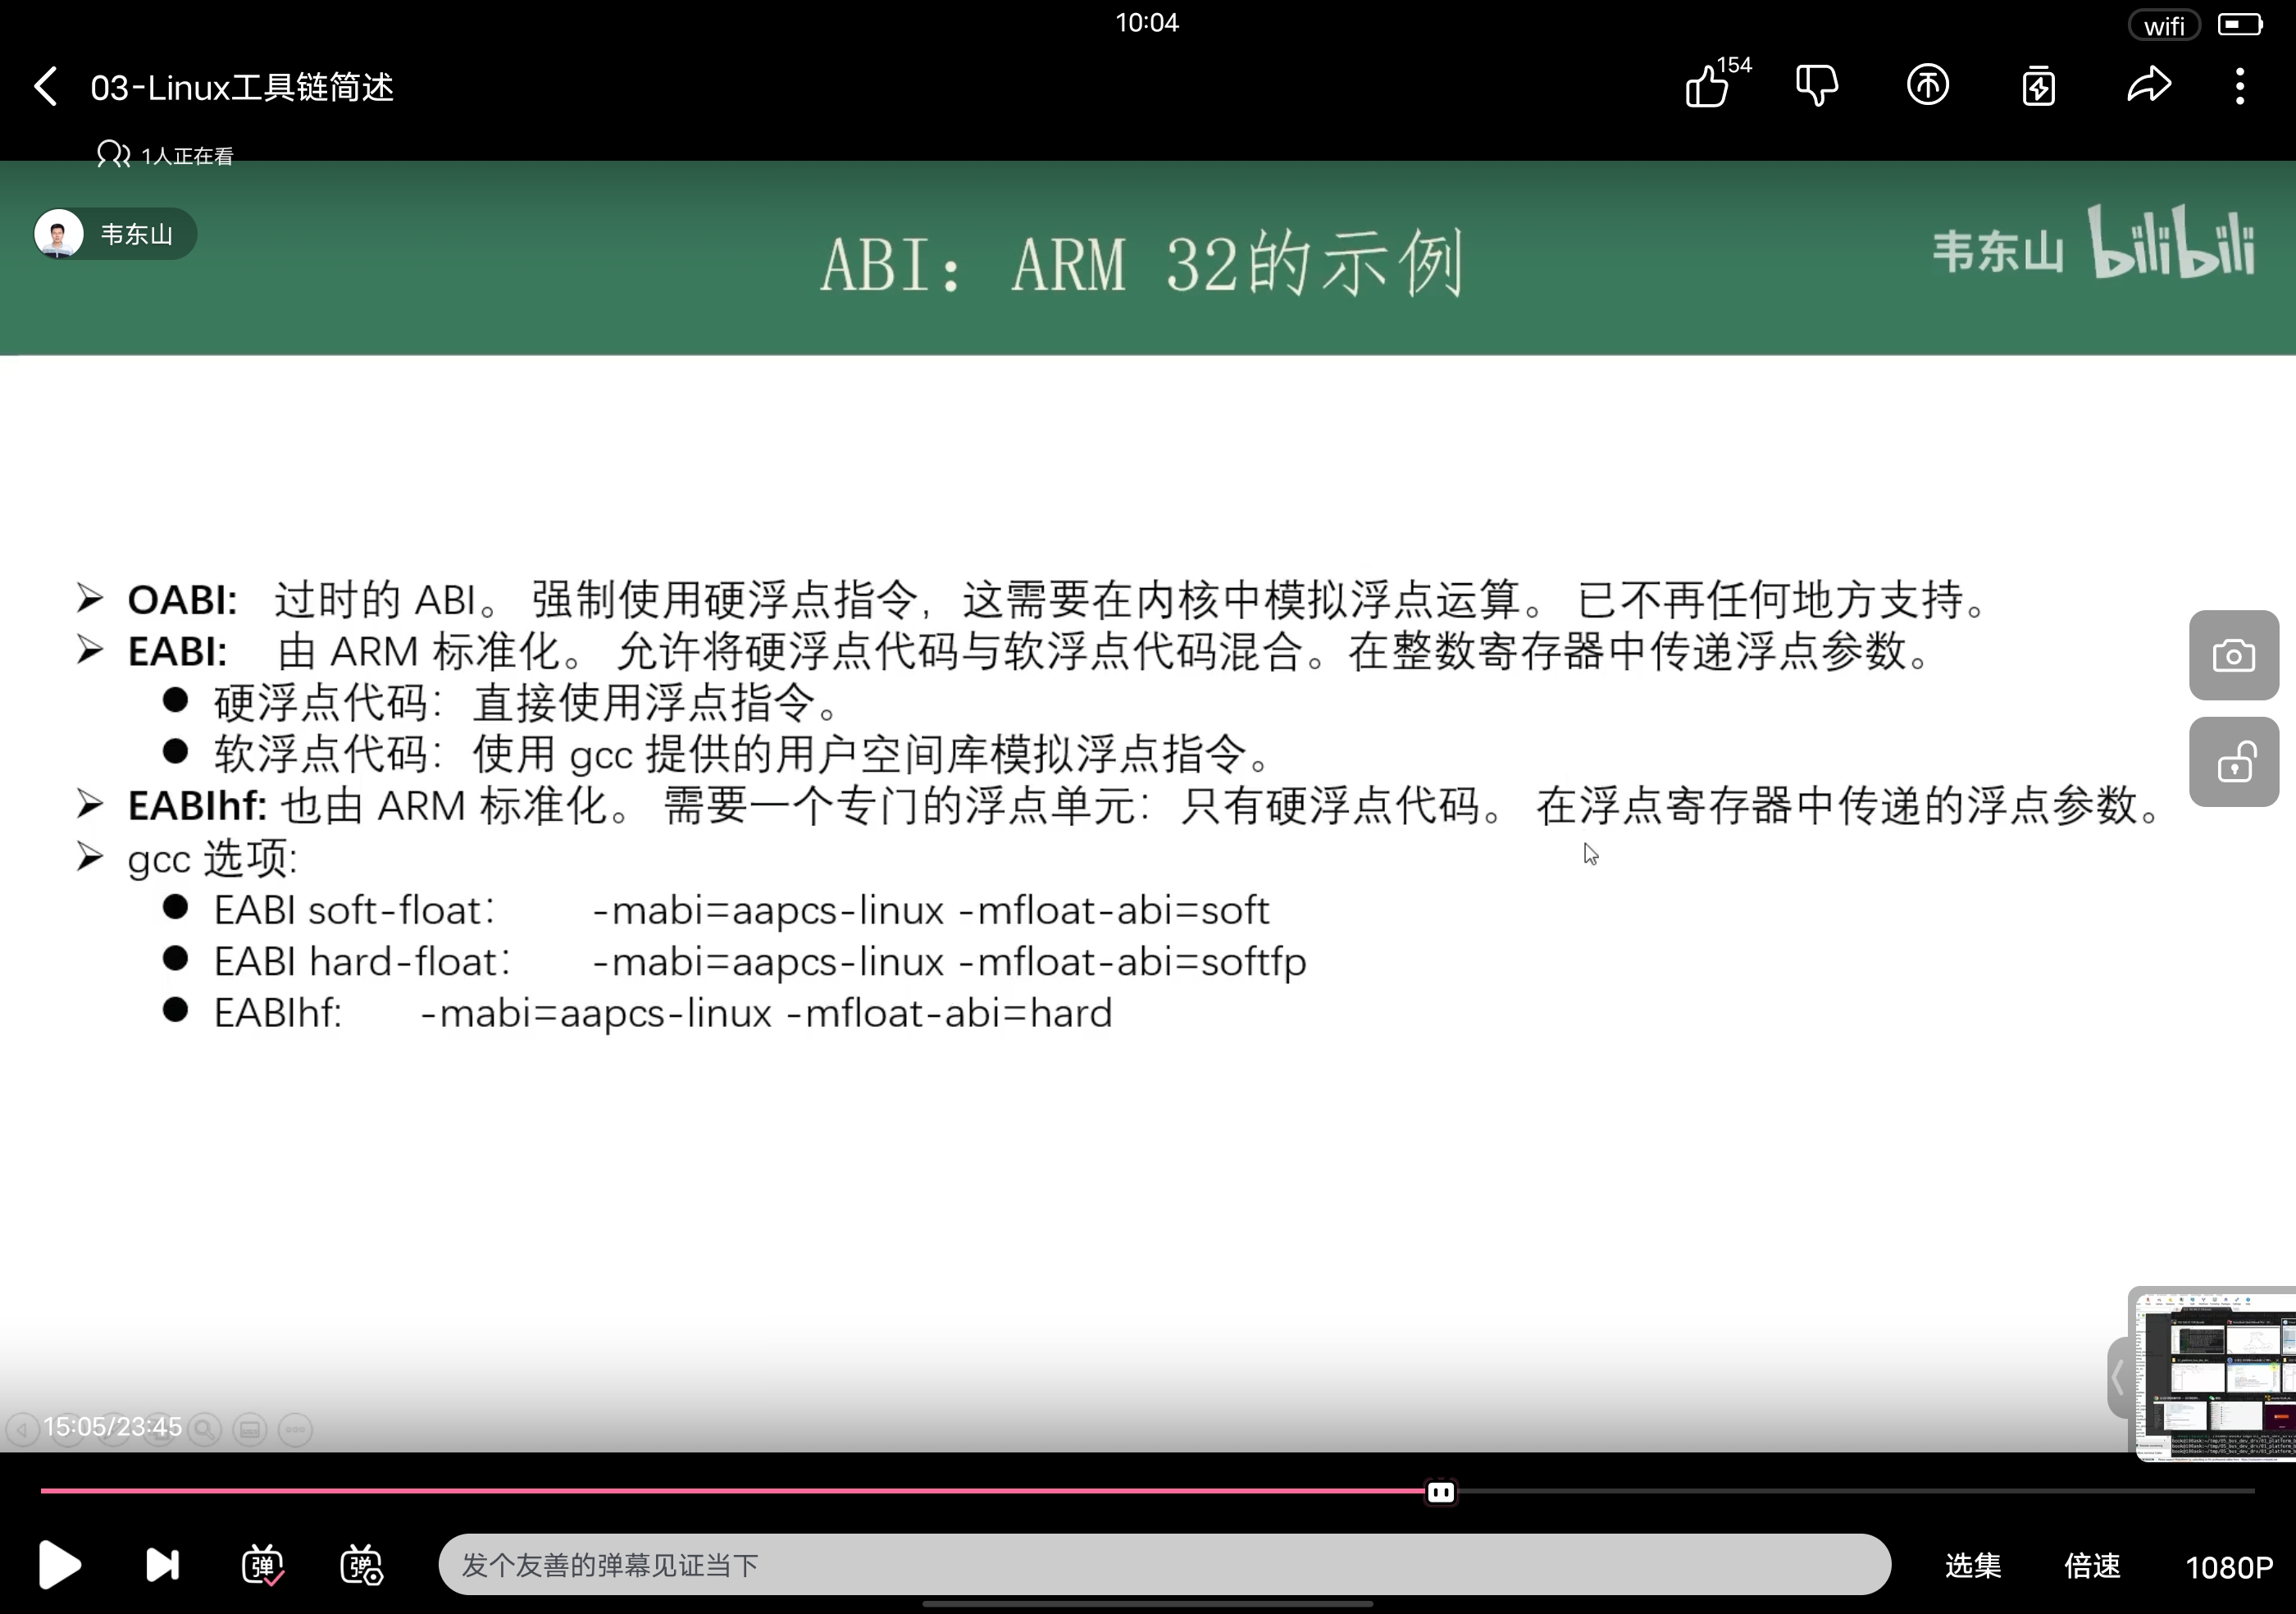 10:04
wifi
03-Linux工具链简述
154
1人正在看
韦东山
ABI：ARM 32的示例
韦东山 bilibili
OABI: 过时的 ABI。 强制使用硬浮点指令，这需要在内核中模拟浮点运算。 已不再任何地方支持。
EABI: 由 ARM 标准化。 允许将硬浮点代码与软浮点代码混合。在整数寄存器中传递浮点参数。
硬浮点代码：直接使用浮点指令。
软浮点代码：使用 gcc 提供的用户空间库模拟浮点指令。
EABIhf: 也由 ARM 标准化。 需要一个专门的浮点单元：只有硬浮点代码。 在浮点寄存器中传递的浮点参数。
gcc 选项:
EABI soft-float： -mabi=aapcs-linux -mfloat-abi=soft
EABI hard-float： -mabi=aapcs-linux -mfloat-abi=softfp
EABIhf: -mabi=aapcs-linux -mfloat-abi=hard
15:05/23:45
弹 弹 发个友善的弹幕见证当下 选集 倍速 1080P